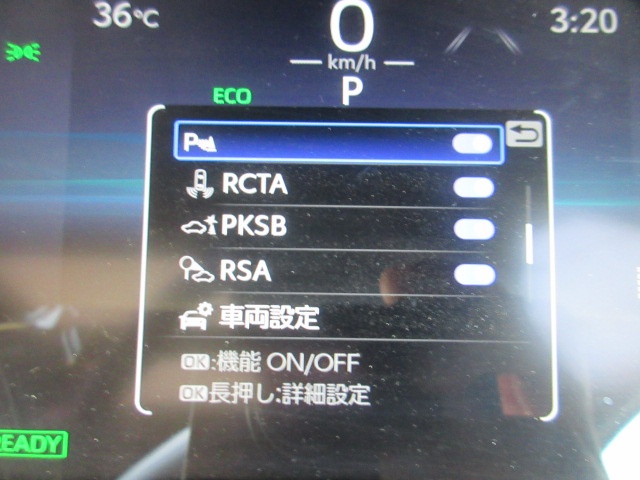 36℃
0
3:20
km/h
ECO
P
P
RCTA
PKSB
RSA
車両設定
OK:機能 ON/OFF
OK長押し:詳細設定
READY